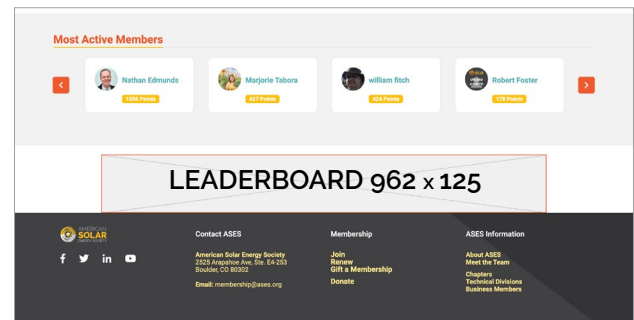 Most Active Members
Nathan Edmunds
1056 Points
Marjorie Tabora
437 Points
william fitch
424 Points
Robert Foster
178 Points
LEADERBOARD 962 x 125
AMERICAN
SOLAR
ENERGY SOCIETY
Contact ASES
Membership
ASES Information
American Solar Energy Society
2525 Arapahoe Ave, Ste. E4-253
Boulder, CO 80302
Email: membership@ases.org
Join
Renew
Gift a Membership
Donate
About ASES
Meet the Team
Chapters
Technical Divisions
Business Members